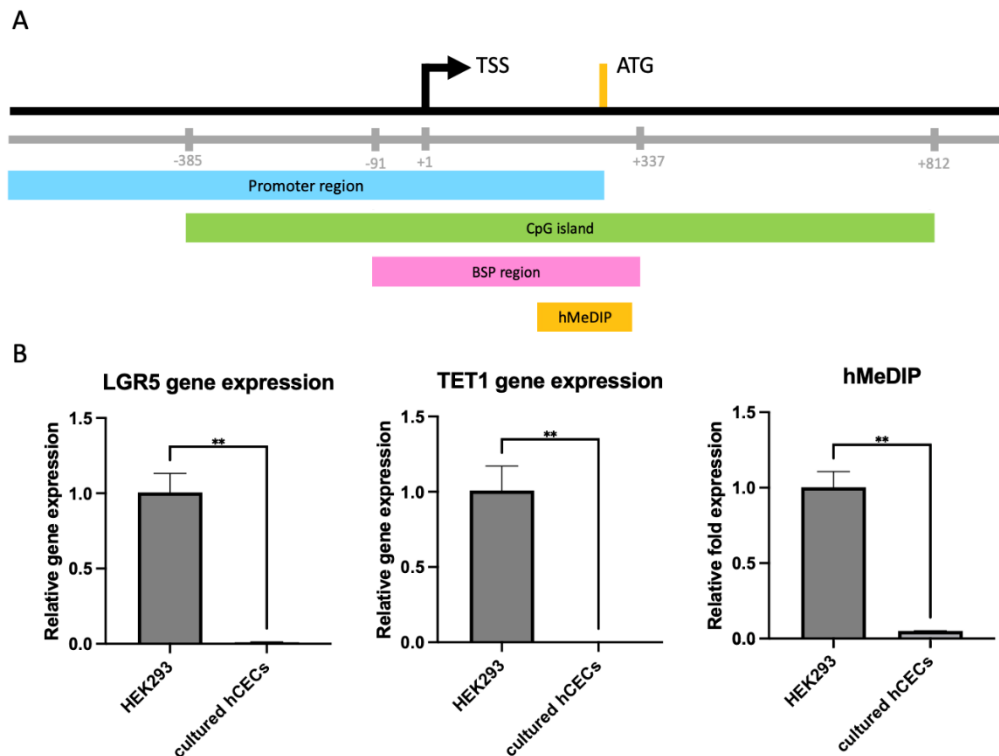 A
TSS
ATG
-385
-91
+1
+337
+812
Promoter region
CpG island
BSP region
hMeDIP
B
LGR5 gene expression
Relative gene expression
1.5
1.0
0.5
0.0
**
HEK293
cultured hCECs
TET1 gene expression
Relative gene expression
1.5
1.0
0.5
0.0
**
HEK293
cultured hCECs
hMeDIP
Relative fold expression
1.5
1.0
0.5
0.0
**
HEK293
cultured hCECs